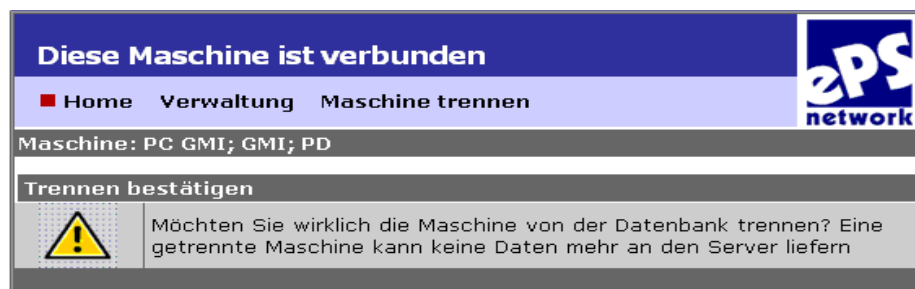 Diese Maschine ist verbunden
ePS
network
Home Verwaltung Maschine trennen
Maschine: PC GMI; GMI; PD
Trennen bestätigen
Möchten Sie wirklich die Maschine von der Datenbank trennen? Eine
getrennte Maschine kann keine Daten mehr an den Server liefern